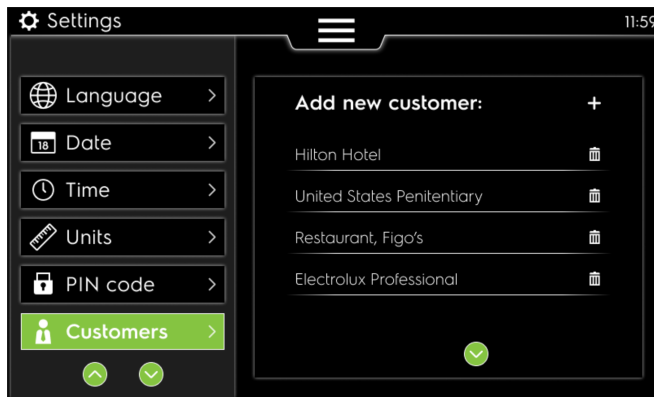 Settings
11:59
Language
18 Date
Time
Units
PIN code
Customers
Add new customer: +
Hilton Hotel
United States Penitentiary
Restaurant, Figo's
Electrolux Professional